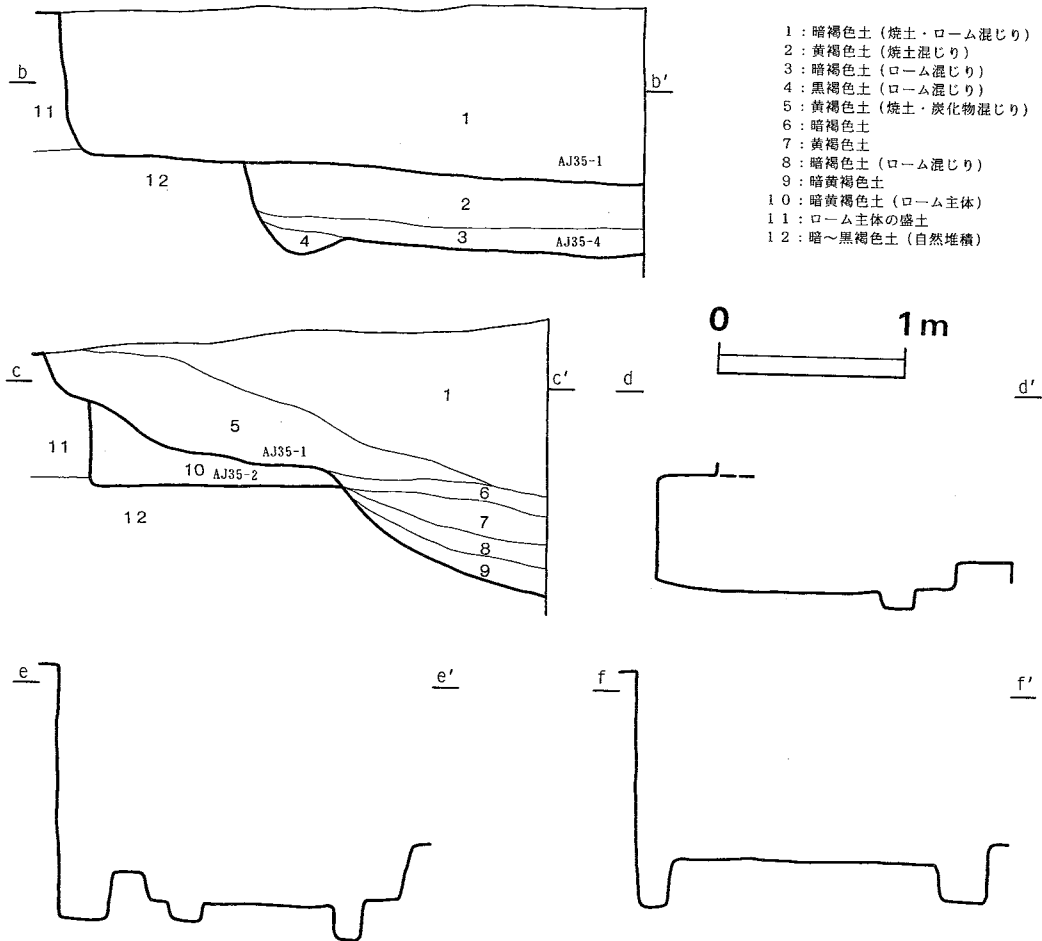 1：暗褐色土（焼土・ローム混じり）
2：黄褐色土（焼土混じり）
3：暗褐色土（ローム混じり）
4：黒褐色土（ローム混じり）
5：黄褐色土（焼土・炭化物混じり）
6：暗褐色土
7：黄褐色土
8：暗褐色土（ローム混じり）
9：暗黄褐色土
10：暗黄褐色土（ローム主体）
11：ローム主体の盛土
12：暗～黒褐色土（自然堆積）
b
b'
11
1
AJ35-1
12
2
3
AJ35-4
4
0 1m
c
c'
d
d'
1
5
11
AJ35-1
10 AJ35-2
6
12
7
8
9
e
e'
f
f'